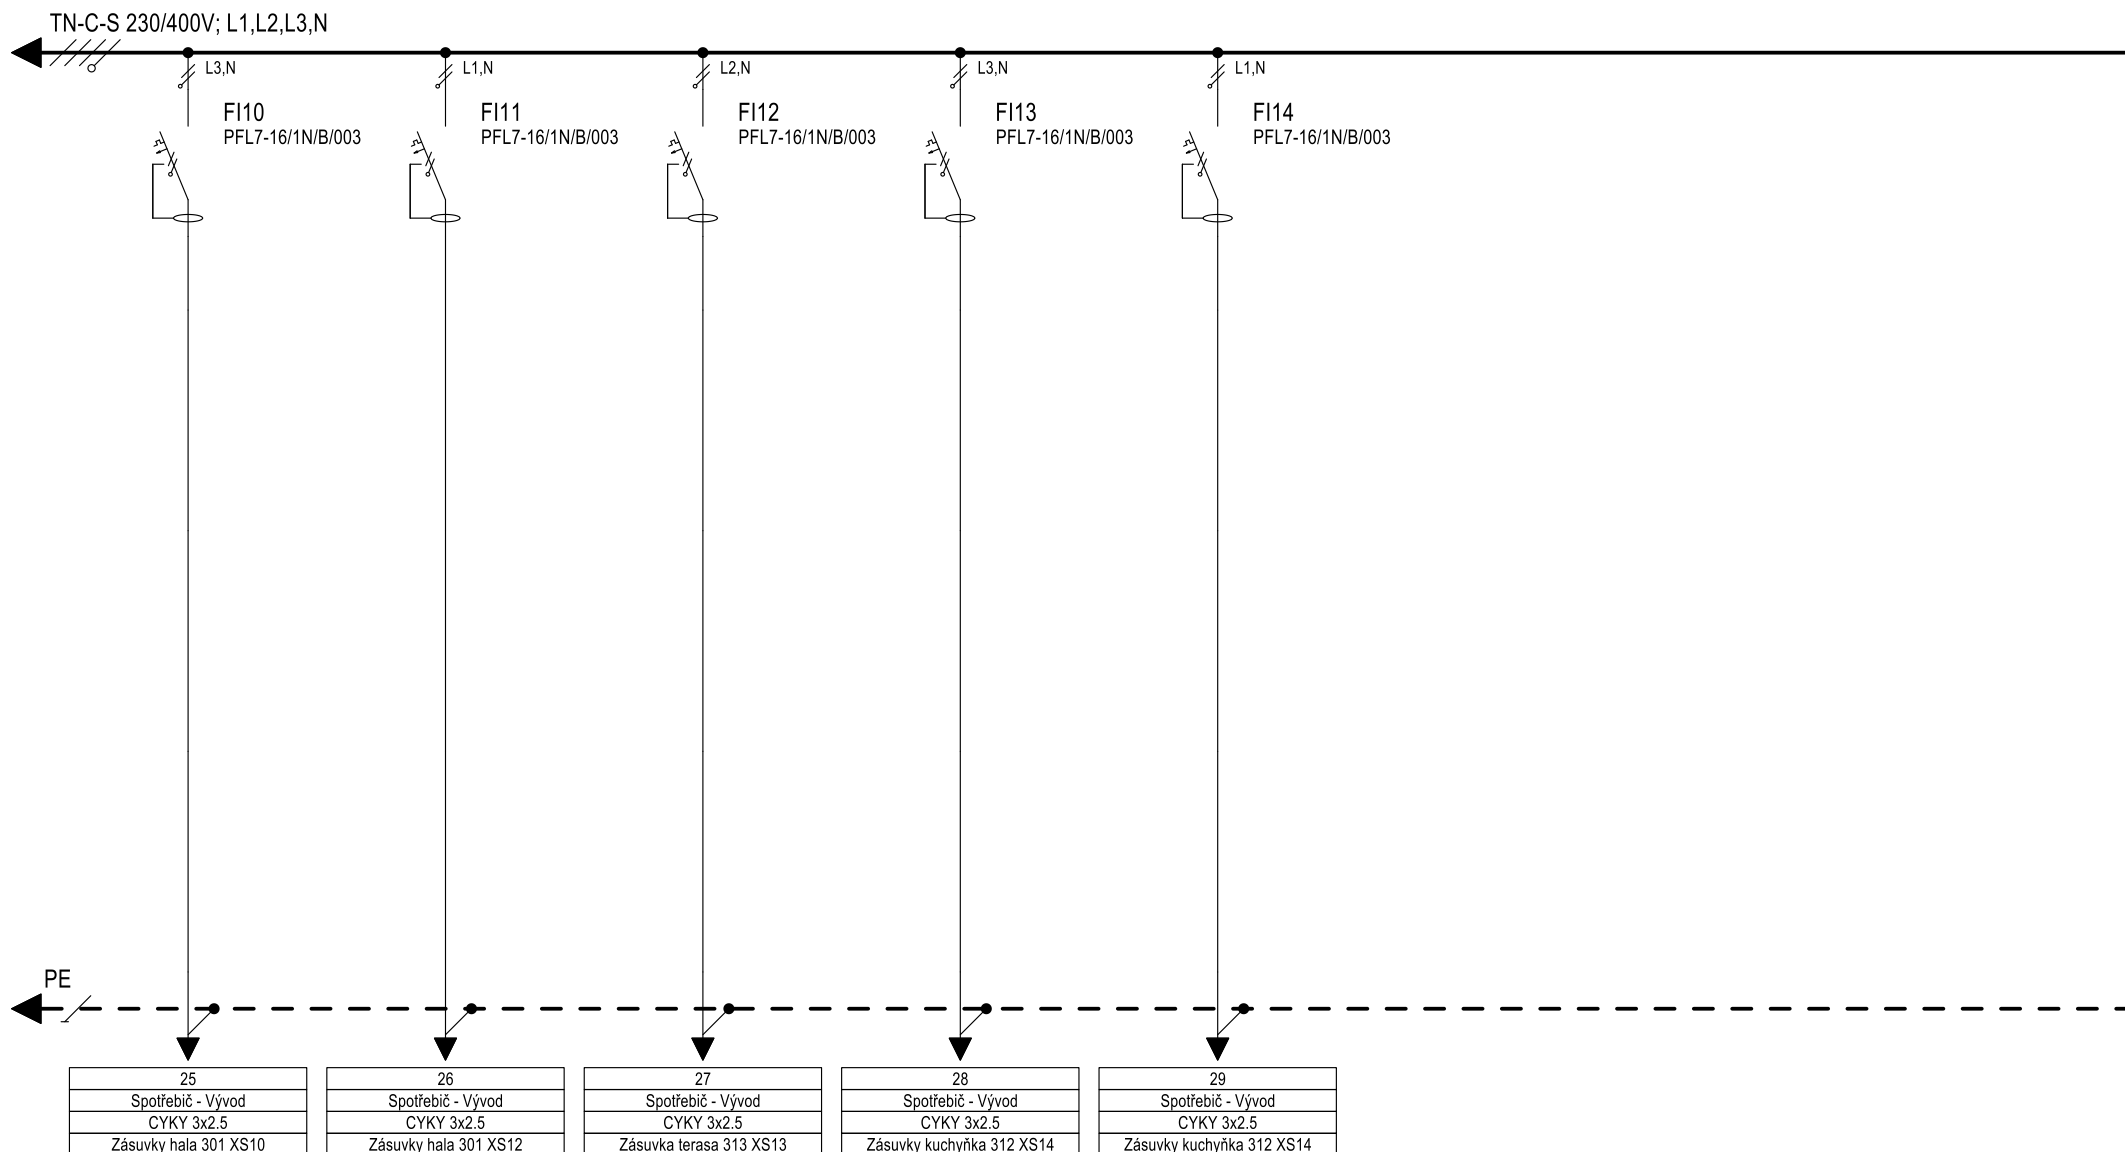 TN-C-S 230/400V; L1,L2,L3,N
L3,N
L1,N
L2,N
L3,N
L1,N
FI10
PFL7-16/1N/B/003
FI11
PFL7-16/1N/B/003
FI12
PFL7-16/1N/B/003
FI13
PFL7-16/1N/B/003
FI14
PFL7-16/1N/B/003
PE
25
Spotřebič - Vývod
CYKY 3x2.5
Zásuvky hala 301 XS10
26
Spotřebič - Vývod
CYKY 3x2.5
Zásuvky hala 301 XS12
27
Spotřebič - Vývod
CYKY 3x2.5
Zásuvka terasa 313 XS13
28
Spotřebič - Vývod
CYKY 3x2.5
Zásuvky kuchyňka 312 XS14
29
Spotřebič - Vývod
CYKY 3x2.5
Zásuvky kuchyňka 312 XS14